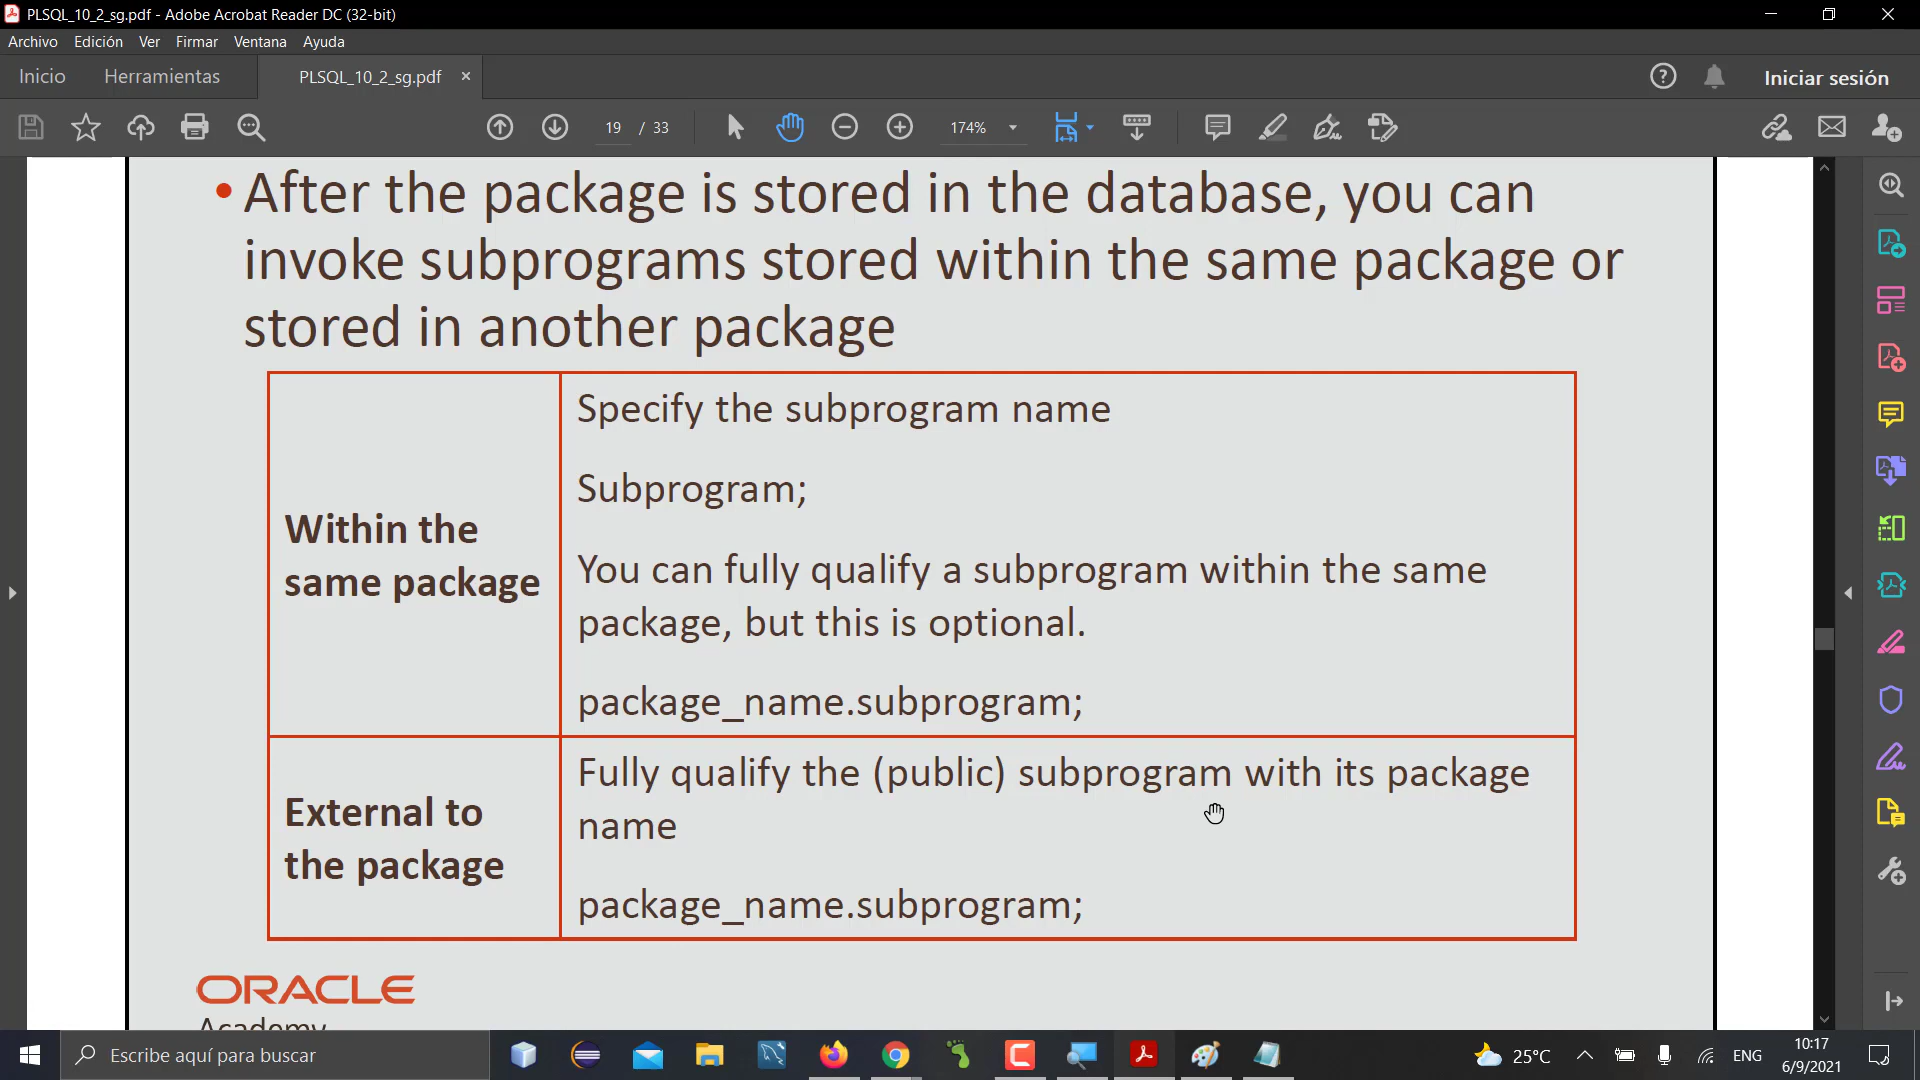 PLSQL_10_2_sg.pdf - Adobe Acrobat Reader DC (32-bit)
Archivo Edición Ver Firmar Ventana Ayuda
Inicio Herramientas PLSQL_10_2_sg.pdf × Iniciar sesión
19 / 33 174%
• After the package is stored in the database, you can
invoke subprograms stored within the same package or
stored in another package
Within the
same package
Specify the subprogram name
Subprogram;
You can fully qualify a subprogram within the same
package, but this is optional.
package_name.subprogram;
External to
the package
Fully qualify the (public) subprogram with its package
name
package_name.subprogram;
ORACLE
Academy
Escribe aquí para buscar
25°C ENG
10:17
6/9/2021